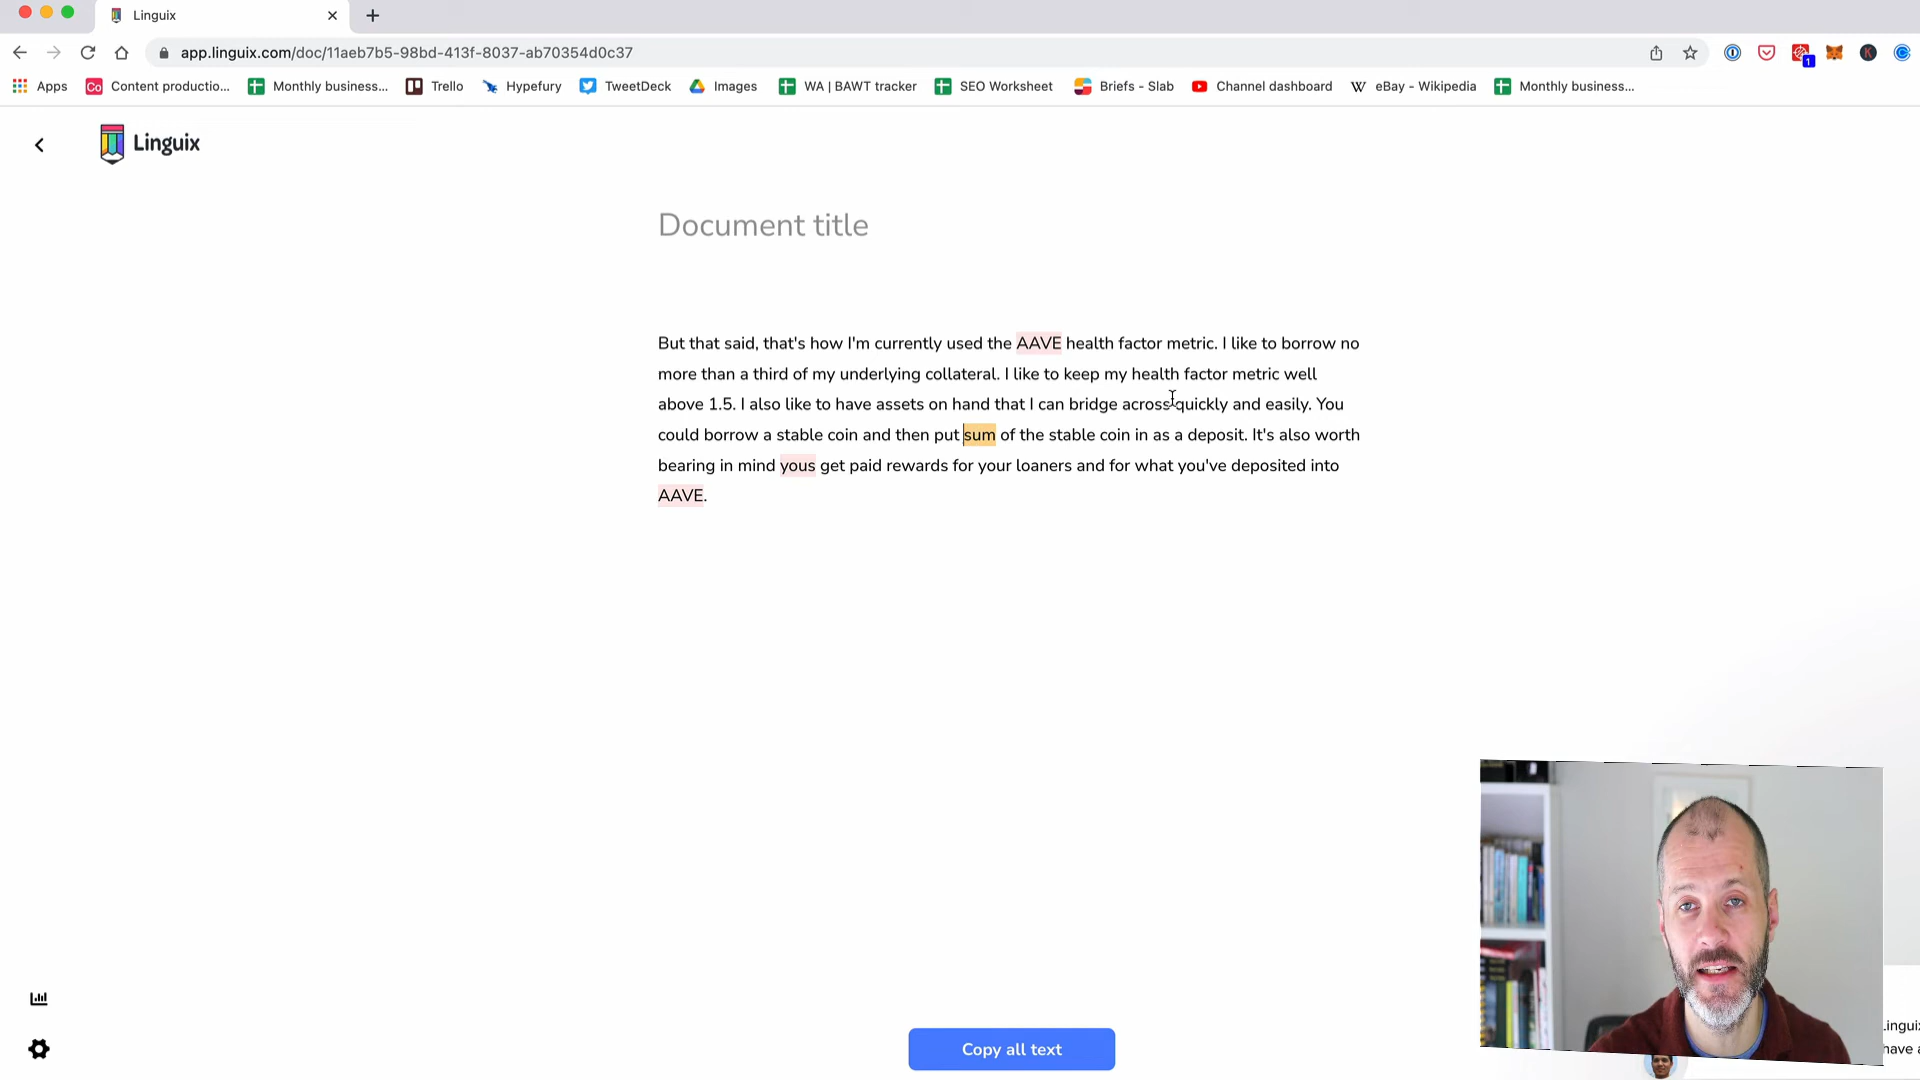 Linguix
app.linguix.com/doc/11aeb7b5-98bd-413f-8037-ab70354d0c37
1
Apps
Co
Content productio...
Monthly business...
Trello
Hypefury
TweetDeck
Images
WA | BAWT tracker
SEO Worksheet
Briefs - Slab
Channel dashboard
W
eBay - Wikipedia
Monthly business...
Linguix
Document title
But that said, that's how I'm currently used the AAVE health factor metric. I like to borrow no
more than a third of my underlying collateral. I like to keep my health factor metric well
above 1.5. I also like to have assets on hand that I can bridge across quickly and easily. You
could borrow a stable coin and then put sum of the stable coin in as a deposit. It's also worth
bearing in mind yous get paid rewards for your loaners and for what you've deposited into
AAVE.
Copy all text